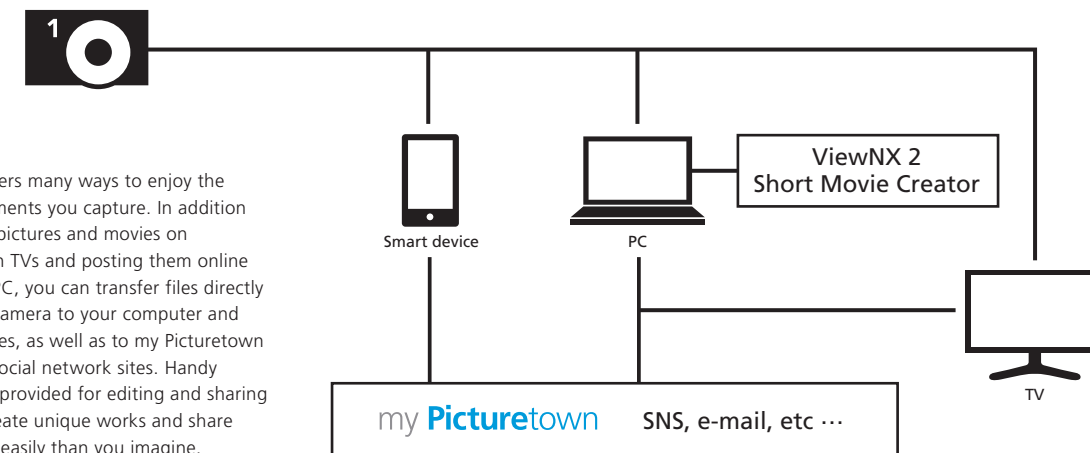 1
ers many ways to enjoy the
ments you capture. In addition
pictures and movies on
n TVs and posting them online
PC, you can transfer files directly
amera to your computer and
es, as well as to my Picturetown
ocial network sites. Handy
provided for editing and sharing
eate unique works and share
easily than you imagine.
Smart device
PC
ViewNX 2
Short Movie Creator
TV
my Picturetown SNS, e-mail, etc ···